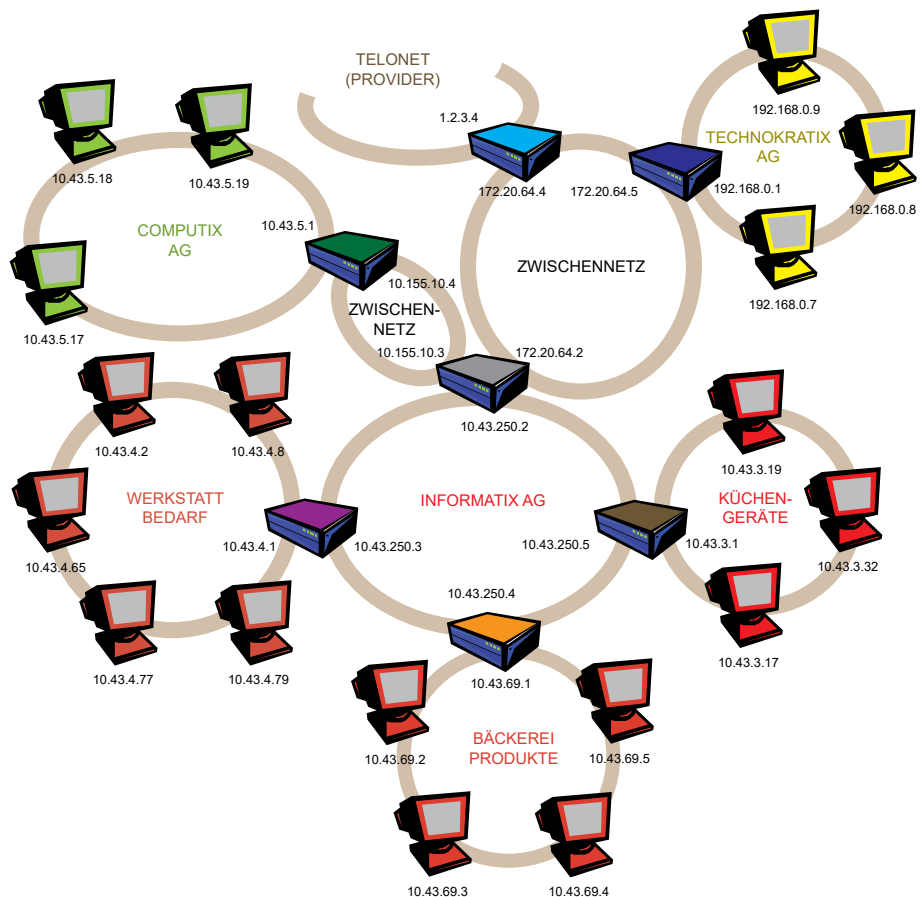 TELONET
(PROVIDER)
1.2.3.4
172.20.64.4
172.20.64.5
192.168.0.1
192.168.0.9
TECHNOKRATIX
AG
192.168.0.8
192.168.0.7
10.43.5.18
10.43.5.19
10.43.5.1
COMPUTIX
AG
10.43.5.17
10.155.10.4
ZWISCHEN-
NETZ
10.155.10.3
ZWISCHENNETZ
172.20.64.2
10.43.250.2
10.43.4.2
10.43.4.8
WERKSTATT
BEDARF
10.43.4.65
10.43.4.1
10.43.4.77
10.43.4.79
10.43.250.3
INFORMATIX AG
10.43.250.5
10.43.250.4
10.43.3.19
KÜCHEN-
GERÄTE
10.43.3.1
10.43.3.32
10.43.3.17
10.43.69.1
10.43.69.2
BÄCKEREI
PRODUKTE
10.43.69.5
10.43.69.3
10.43.69.4